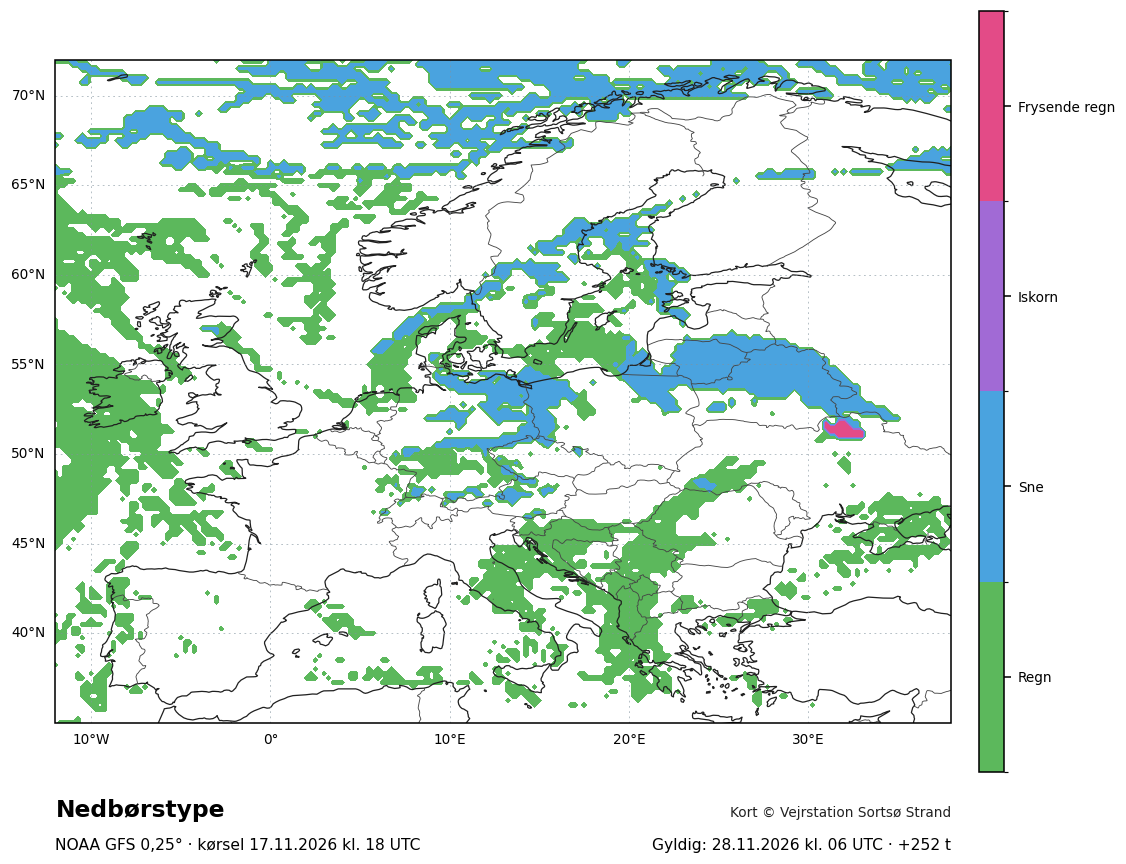 70°N
65°N
60°N
55°N
50°N
45°N
40°N
10°W
0°
10°E
20°E
30°E
Frysende regn
Iskorn
Sne
Regn
Nedbørstype
Kort © Vejrstation Sortsø Strand
NOAA GFS 0,25° · kørsel 17.11.2026 kl. 18 UTC
Gyldig: 28.11.2026 kl. 06 UTC · +252 t